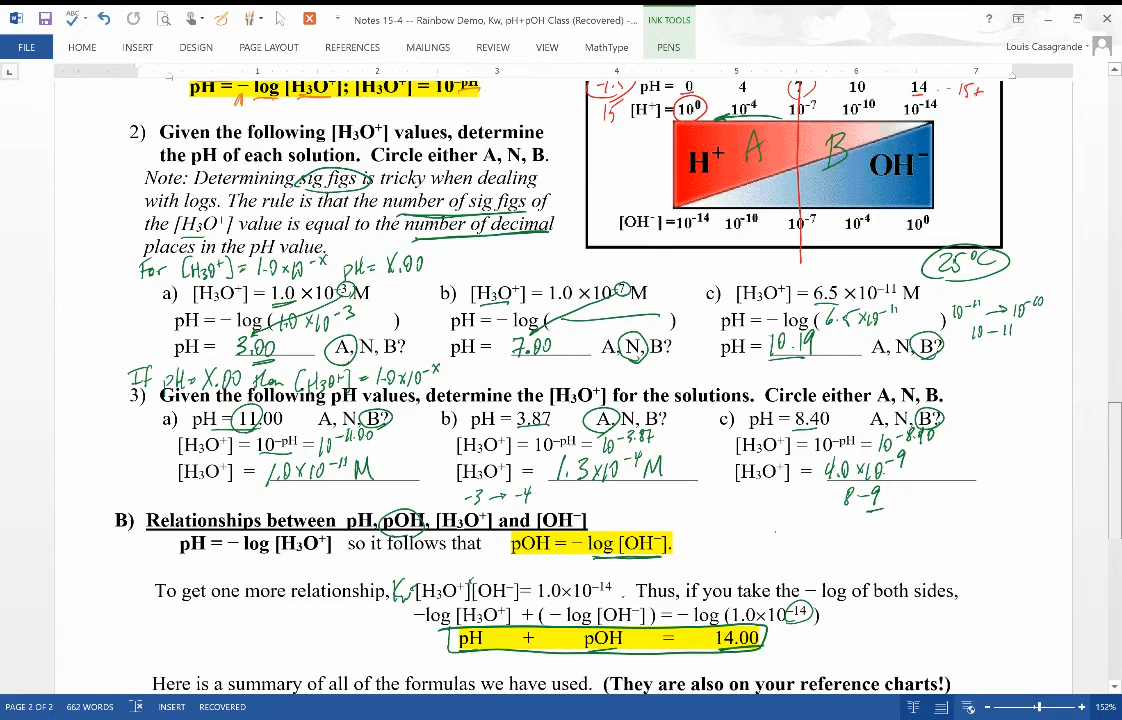 Notes 15-4 -- Rainbow Demo, Kw, pH+pOH Class (Recovered) -...
INK TOOLS
FILE HOME INSERT DESIGN PAGE LAYOUT REFERENCES MAILINGS REVIEW VIEW MathType PENS
Louis Casagrande
1 2 3 4 5 6 7
pH = − log [H₃O⁺]; [H₃O⁺] = 10⁻ᵖᴴ
pH = 0 4 7 10 14 15+
15 [H⁺] = 10⁰ 10⁻⁴ 10⁻⁷ 10⁻¹⁰ 10⁻¹⁴
H⁺ A B OH⁻
[OH⁻] =10⁻¹⁴ 10⁻¹⁰ 10⁻⁷ 10⁻⁴ 10⁰
2) Given the following [H₃O⁺] values, determine
the pH of each solution. Circle either A, N, B.
Note: Determining sig figs is tricky when dealing
with logs. The rule is that the number of sig figs of
the [H₃O⁺] value is equal to the number of decimal
places in the pH value.
For [H₃O⁺] = 1.0×10⁻ˣ pH = X.00
25°C
a) [H₃O⁺] = 1.0 ×10⁻³ M b) [H₃O⁺] = 1.0 ×10⁻⁷ M c) [H₃O⁺] = 6.5 ×10⁻¹¹ M
pH = − log ( 1.0×10⁻³ ) pH = − log ( ) pH = − log ( 6.5×10⁻¹¹ ) 10⁻¹¹ → 10⁻¹⁰
10 − 11
pH = 3.00 A, N, B? pH = 7.00 A, N, B? pH = 10.19 A, N, B?
If pH = X.00 then [H₃O⁺] = 1.0×10⁻ˣ
3) Given the following pH values, determine the [H₃O⁺] for the solutions. Circle either A, N, B.
a) pH = 11.00 A, N, B? b) pH = 3.87 A, N, B? c) pH = 8.40 A, N, B?
[H₃O⁺] = 10⁻ᵖᴴ = 10⁻¹¹·⁰⁰ [H₃O⁺] = 10⁻ᵖᴴ = 10⁻³·⁸⁷ [H₃O⁺] = 10⁻ᵖᴴ = 10⁻⁸·⁴⁰
[H₃O⁺] = 1.0×10⁻¹¹ M [H₃O⁺] = 1.3×10⁻⁴ M [H₃O⁺] = 4.0×10⁻⁹
-3 → -4 8 − 9
B) Relationships between pH, pOH, [H₃O⁺] and [OH⁻]
pH = − log [H₃O⁺] so it follows that pOH = − log [OH⁻].
To get one more relationship, Kw [H₃O⁺][OH⁻]= 1.0×10⁻¹⁴ . Thus, if you take the − log of both sides,
−log [H₃O⁺] + ( − log [OH⁻] ) = − log (1.0×10⁻¹⁴)
pH + pOH = 14.00
Here is a summary of all of the formulas we have used. (They are also on your reference charts!)
PAGE 2 OF 2 662 WORDS INSERT RECOVERED 152%